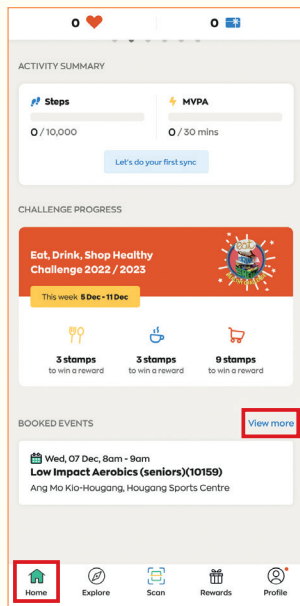 0 0
ACTIVITY SUMMARY
Steps MVPA
0 / 10,000 0 / 30 mins
Let's do your first sync
CHALLENGE PROGRESS
Eat, Drink, Shop Healthy
Challenge 2022 / 2023
This week 5 Dec - 11 Dec
3 stamps 3 stamps 9 stamps
to win a reward to win a reward to win a reward
BOOKED EVENTS View more
Wed, 07 Dec, 8am - 9am
Low Impact Aerobics (seniors)(10159)
Ang Mo Kio-Hougang, Hougang Sports Centre
Home Explore Scan Rewards Profile